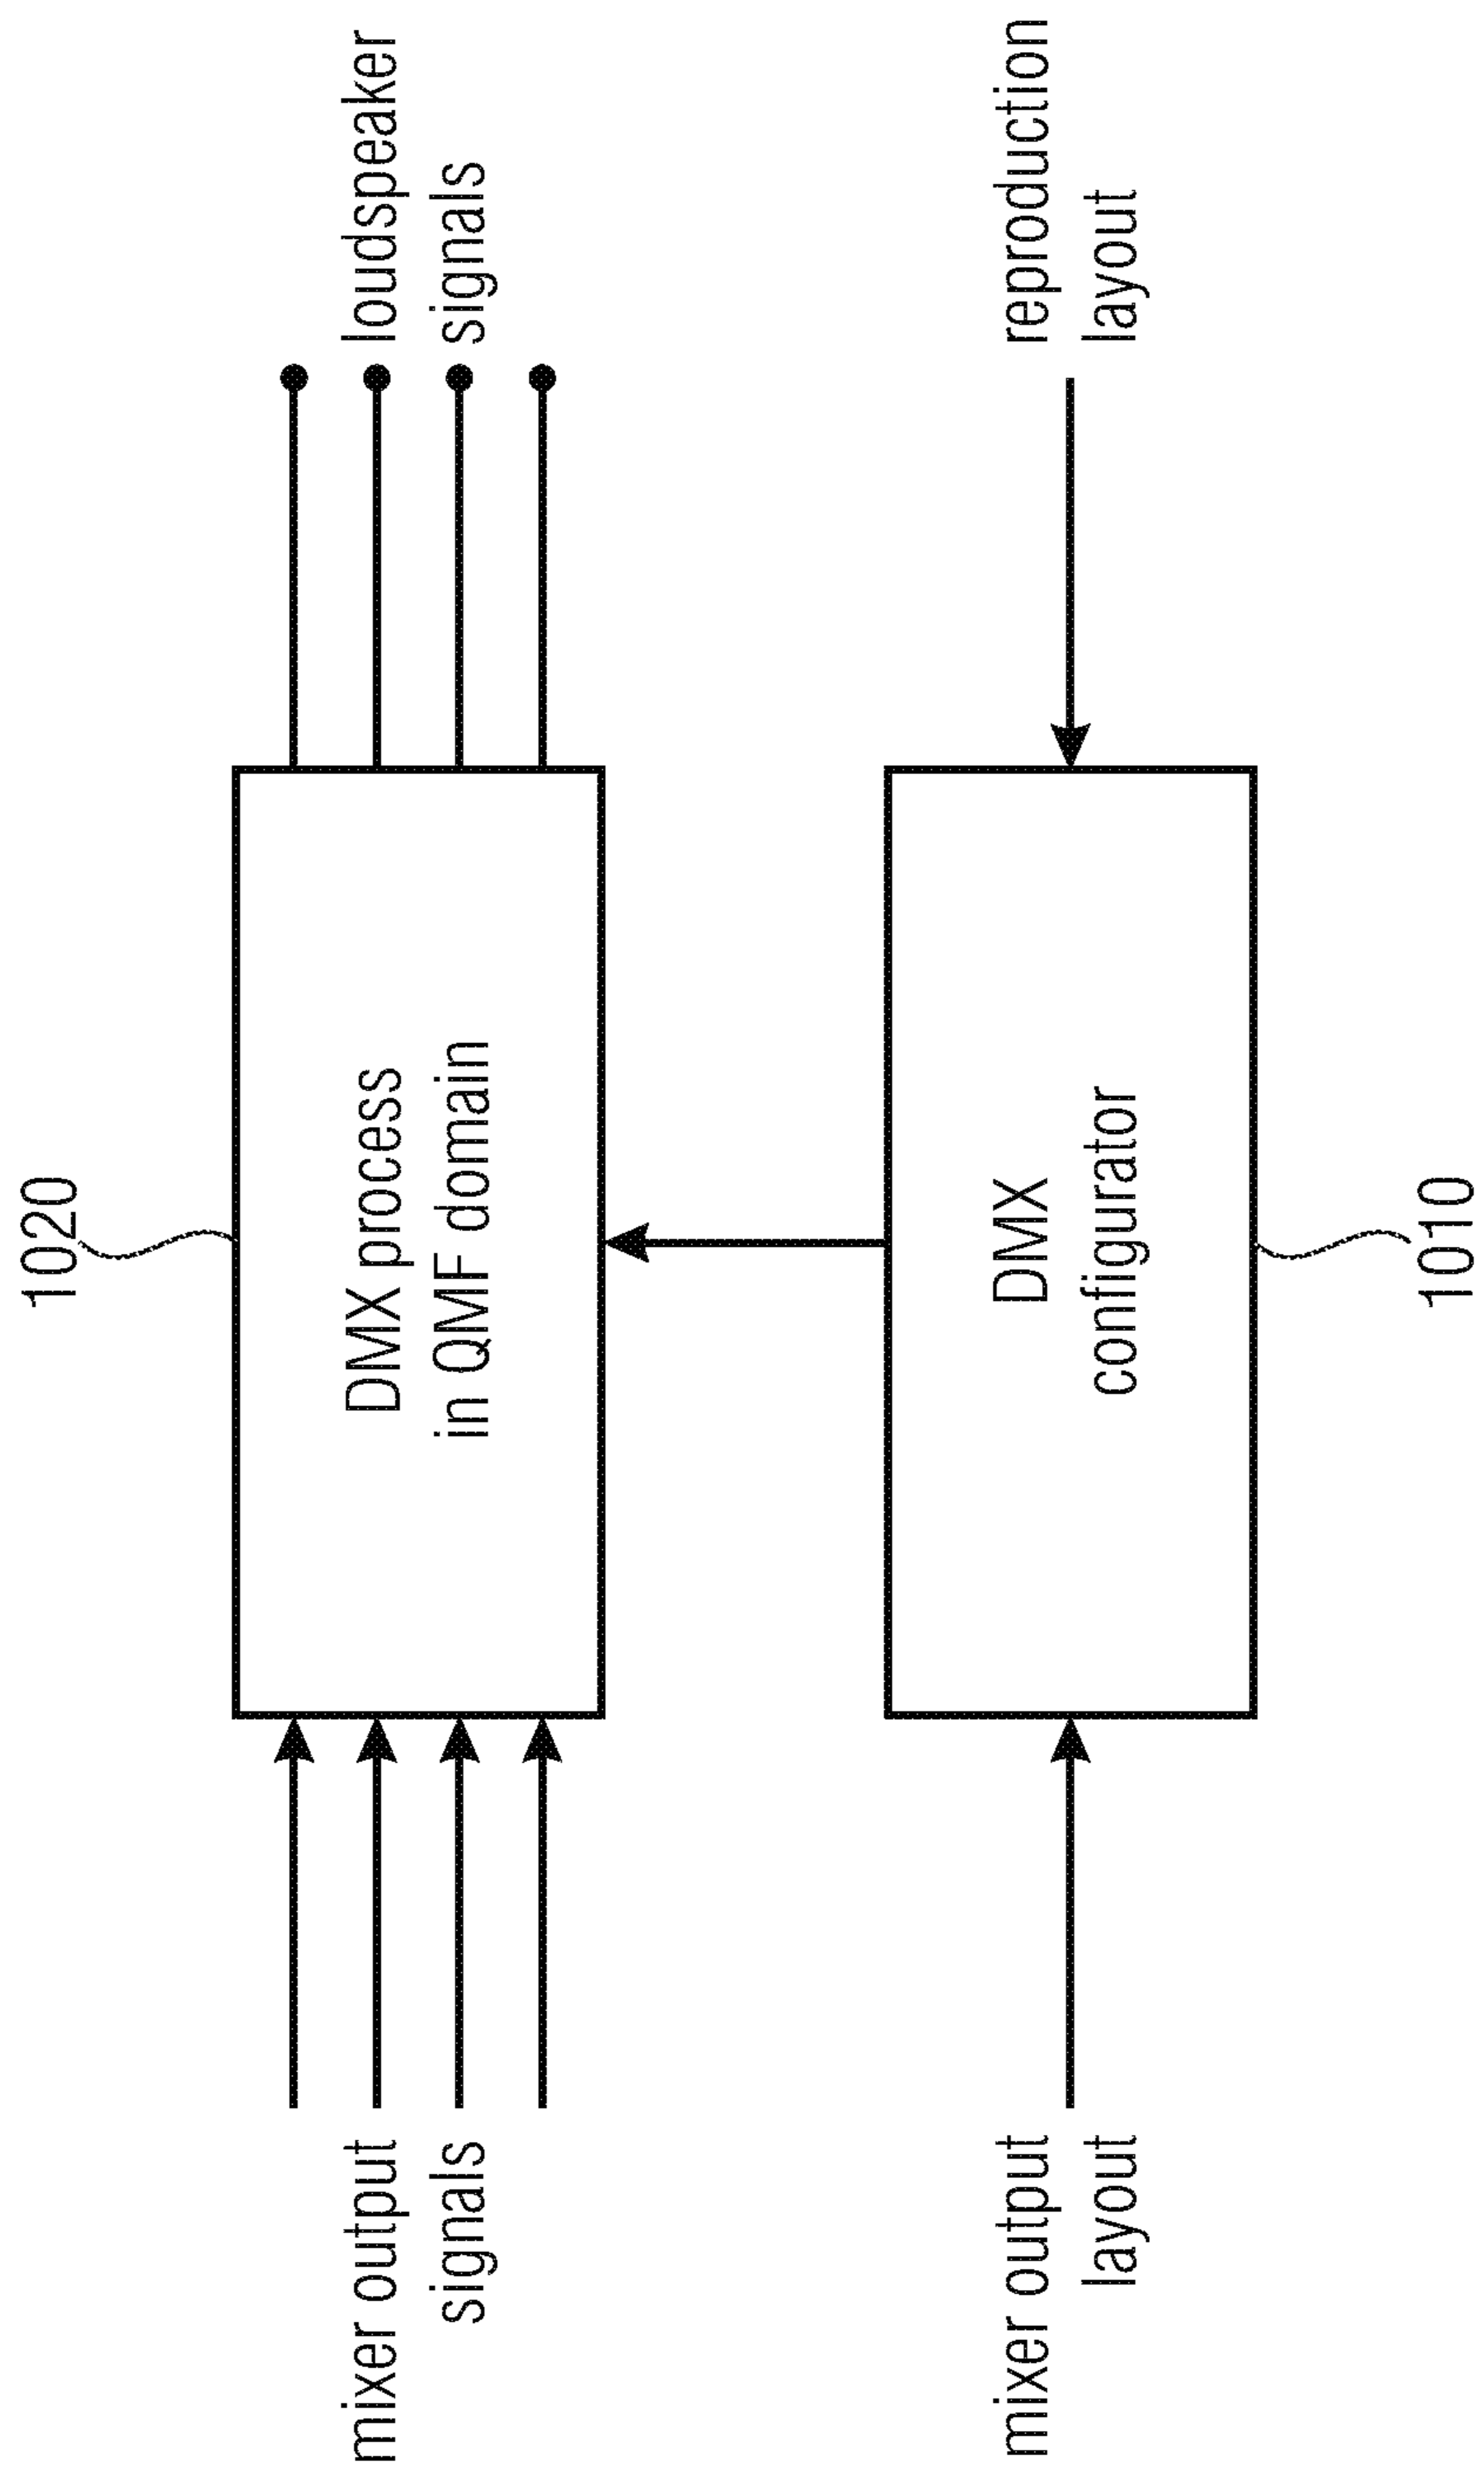 1020
mixer output
signals
DMX process
in QMF domain
loudspeaker
signals
mixer output
layout
DMX
configurator
reproduction
layout
1010